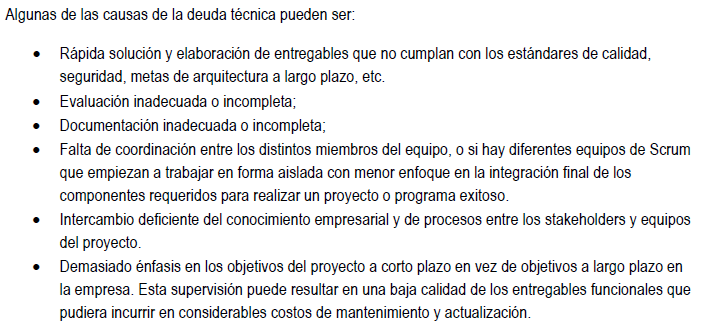 Algunas de las causas de la deuda técnica pueden ser:
• Rápida solución y elaboración de entregables que no cumplan con los estándares de calidad,
seguridad, metas de arquitectura a largo plazo, etc.
• Evaluación inadecuada o incompleta;
• Documentación inadecuada o incompleta;
• Falta de coordinación entre los distintos miembros del equipo, o si hay diferentes equipos de Scrum
que empiezan a trabajar en forma aislada con menor enfoque en la integración final de los
componentes requeridos para realizar un proyecto o programa exitoso.
• Intercambio deficiente del conocimiento empresarial y de procesos entre los stakeholders y equipos
del proyecto.
• Demasiado énfasis en los objetivos del proyecto a corto plazo en vez de objetivos a largo plazo en
la empresa. Esta supervisión puede resultar en una baja calidad de los entregables funcionales que
pudiera incurrir en considerables costos de mantenimiento y actualización.